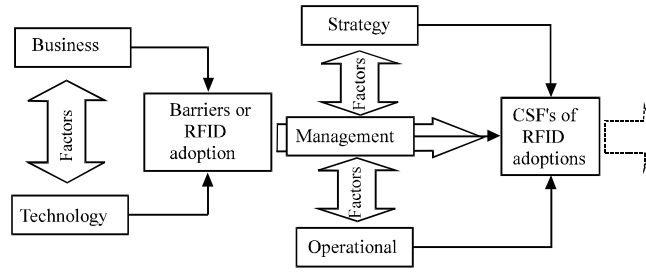 Business
Factors
Technology
Barriers or
RFID
adoption
Strategy
Factors
Management
Factors
Operational
CSF's of
RFID
adoptions